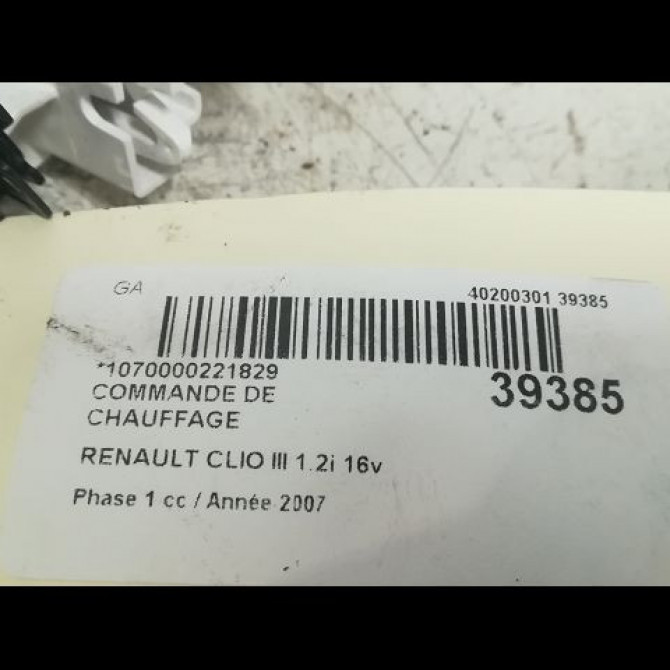 GA
40200301 39385
*1070000221829
39385
COMMANDE DE
CHAUFFAGE
RENAULT CLIO III 1.2i 16v
Phase 1 cc / Année 2007